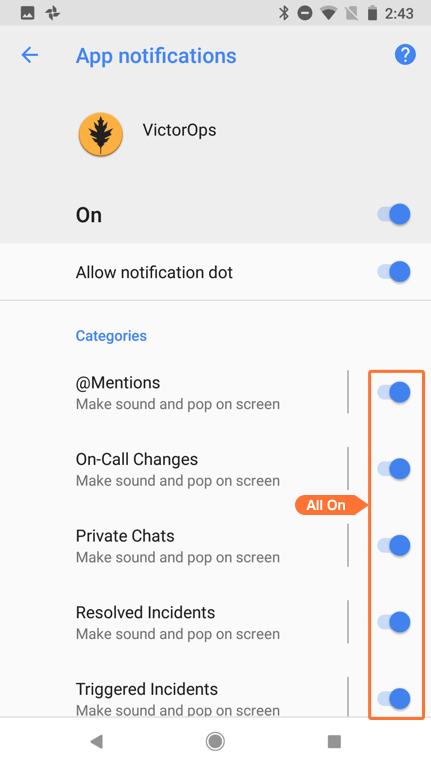 2:43
App notifications
?
VictorOps
On
Allow notification dot
Categories
@Mentions
Make sound and pop on screen
On-Call Changes
Make sound and pop on screen
All On
Private Chats
Make sound and pop on screen
Resolved Incidents
Make sound and pop on screen
Triggered Incidents
Make sound and pop on screen